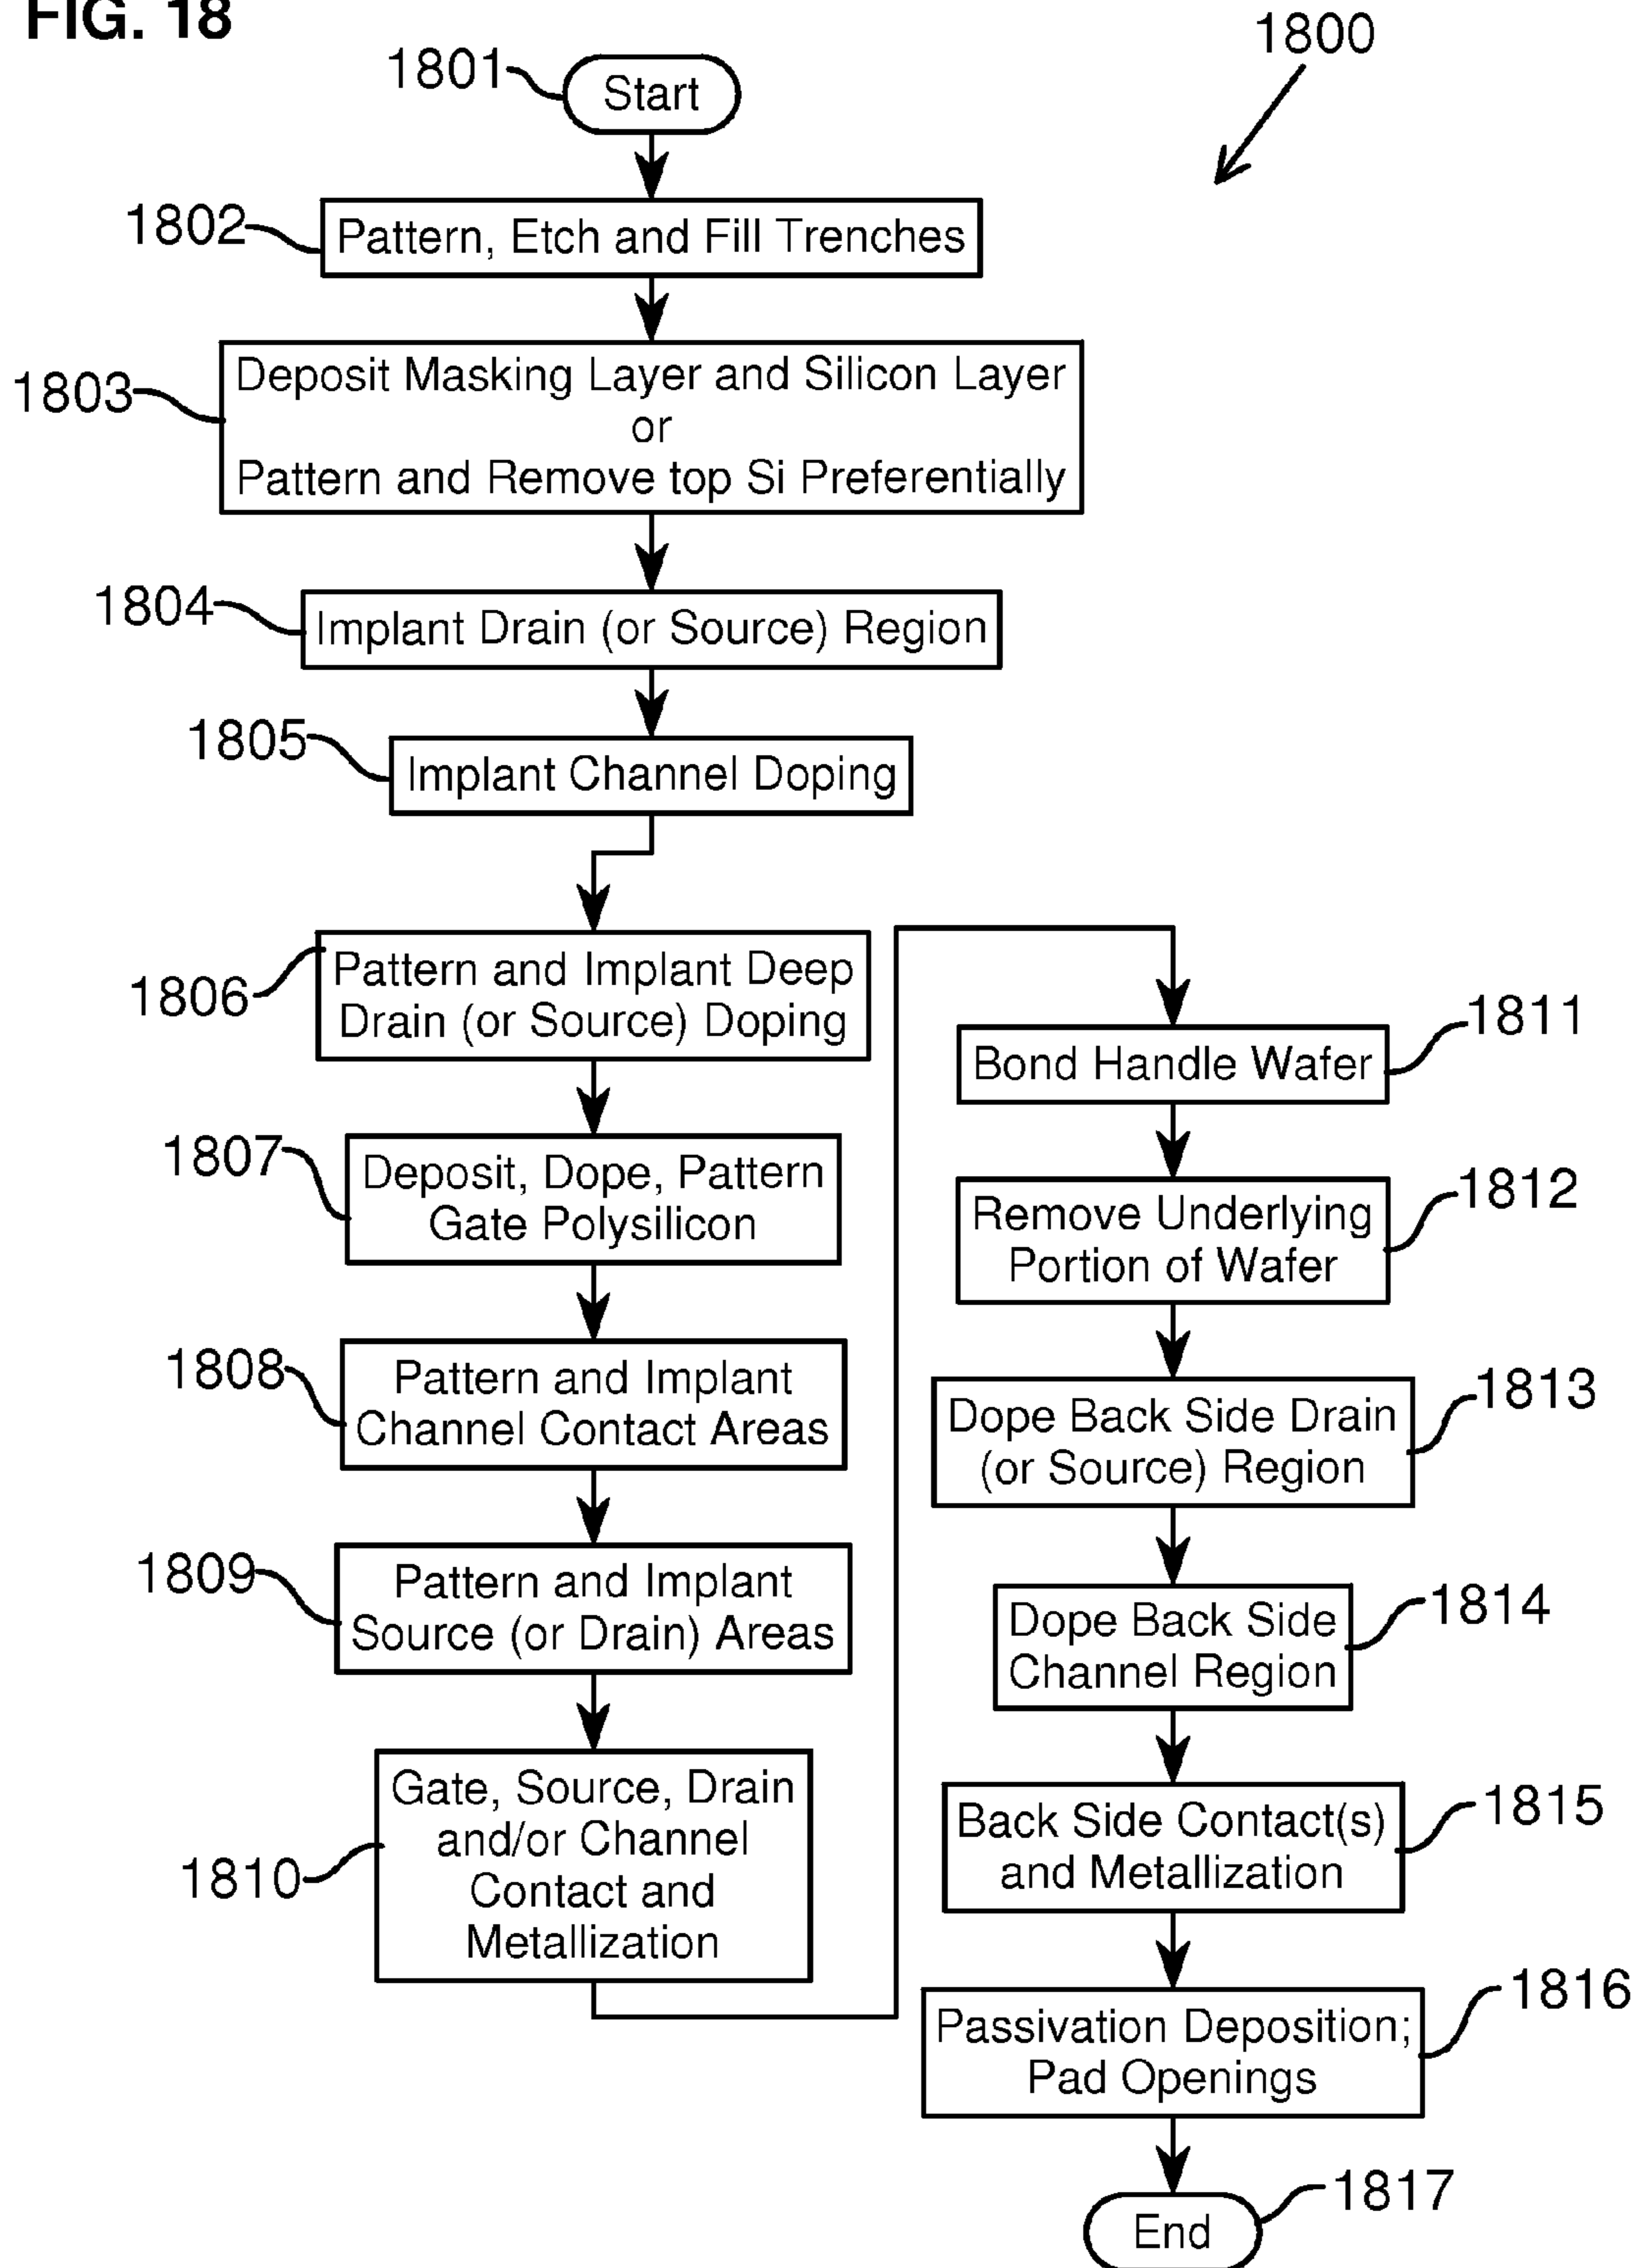 FIG. 18
1800
1801
Start
1802
Pattern, Etch and Fill Trenches
1803
Deposit Masking Layer and Silicon Layer
or
Pattern and Remove top Si Preferentially
1804
Implant Drain (or Source) Region
1805
Implant Channel Doping
1806
Pattern and Implant Deep
Drain (or Source) Doping
1807
Deposit, Dope, Pattern
Gate Polysilicon
1808
Pattern and Implant
Channel Contact Areas
1809
Pattern and Implant
Source (or Drain) Areas
1810
Gate, Source, Drain
and/or Channel
Contact and
Metallization
1811
Bond Handle Wafer
1812
Remove Underlying
Portion of Wafer
1813
Dope Back Side Drain
(or Source) Region
1814
Dope Back Side
Channel Region
1815
Back Side Contact(s)
and Metallization
1816
Passivation Deposition;
Pad Openings
1817
End